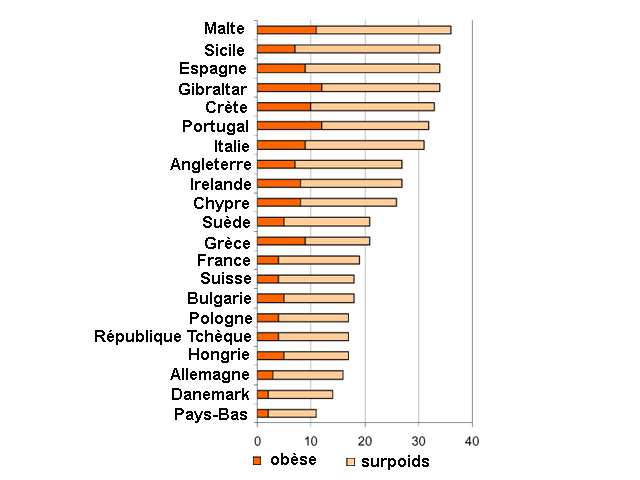 Malte
Sicile
Espagne
Gibraltar
Crète
Portugal
Italie
Angleterre
Irelande
Chypre
Suède
Grèce
France
Suisse
Bulgarie
Pologne
République Tchèque
Hongrie
Allemagne
Danemark
Pays-Bas
0 10 20 30 40
obèse surpoids